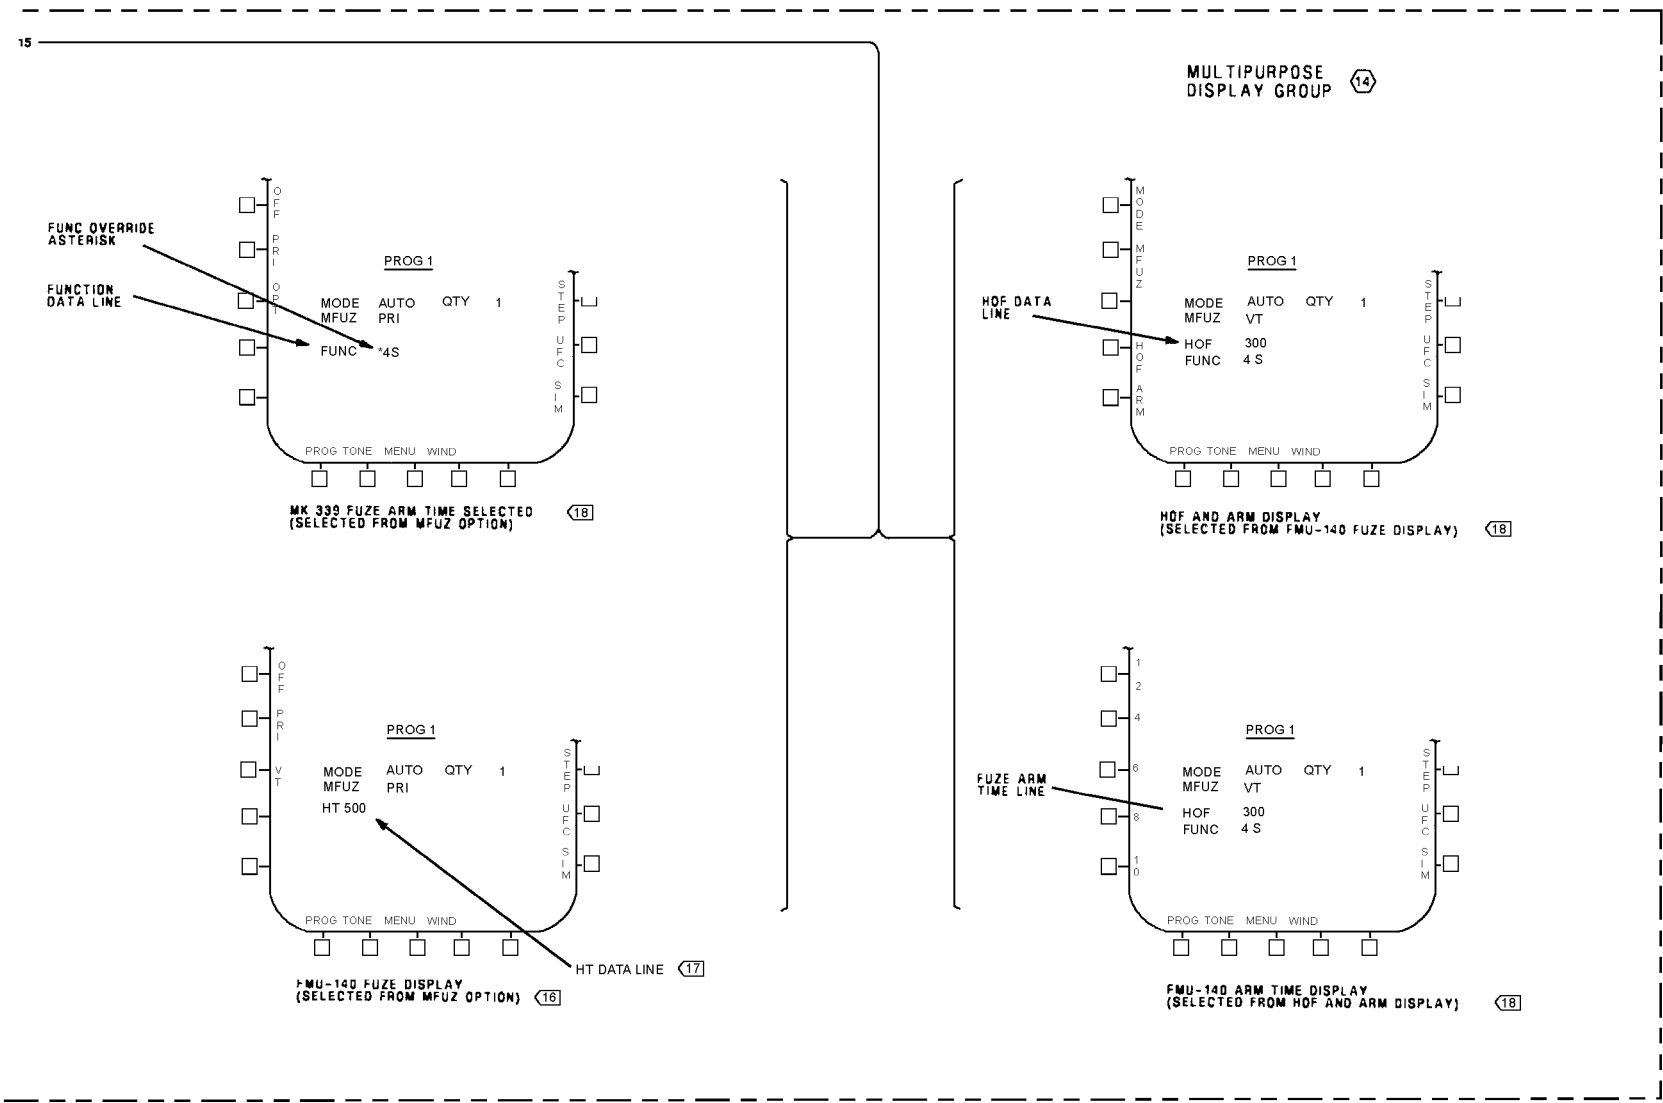 15
MULTIPURPOSE
DISPLAY GROUP
14
FUNC OVERRIDE
ASTERISK
FUNCTION
DATA LINE
OFF
PRI
OPT
PROG 1
MODE AUTO QTY 1
MFUZ PRI
FUNC *4S
STEP
UFC
SIM
PROG TONE MENU WIND
MK 339 FUZE ARM TIME SELECTED
(SELECTED FROM MFUZ OPTION)
18
HOF DATA
LINE
MODE
MFUZ
HOF
ARM
PROG 1
MODE AUTO QTY 1
MFUZ VT
HOF 300
FUNC 4 S
STEP
UFC
SIM
PROG TONE MENU WIND
HOF AND ARM DISPLAY
(SELECTED FROM FMU-140 FUZE DISPLAY)
18
OFF
PRI
VT
PROG 1
MODE AUTO QTY 1
MFUZ PRI
HT 500
STEP
UFC
SIM
PROG TONE MENU WIND
HT DATA LINE
17
FMU-140 FUZE DISPLAY
(SELECTED FROM MFUZ OPTION)
16
FUZE ARM
TIME LINE
1
2
4
6
8
10
PROG 1
MODE AUTO QTY 1
MFUZ VT
HOF 300
FUNC 4 S
STEP
UFC
SIM
PROG TONE MENU WIND
FMU-140 ARM TIME DISPLAY
(SELECTED FROM HOF AND ARM DISPLAY)
18